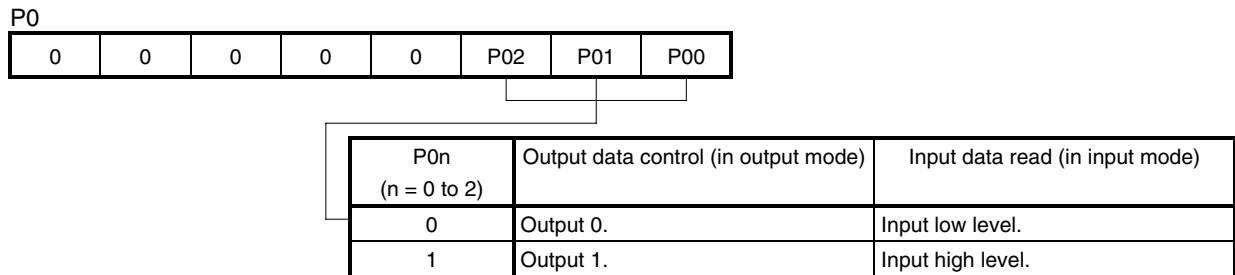 P0
0 0 0 0 0 P02 P01 P00
P0n Output data control (in output mode) Input data read (in input mode)
(n = 0 to 2)
0 Output 0. Input low level.
1 Output 1. Input high level.